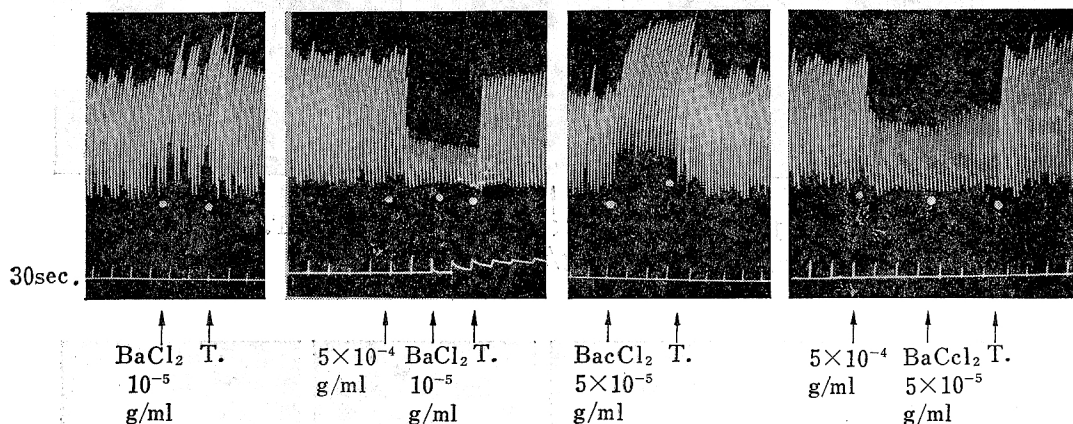 30sec.
BaCl₂ T.
10⁻⁵
g/ml
5×10⁻⁴ BaCl₂ T.
g/ml 10⁻⁵
g/ml
BacCl₂ T.
5×10⁻⁵
g/ml
5×10⁻⁴ BaCcl₂ T.
g/ml 5×10⁻⁵
g/ml